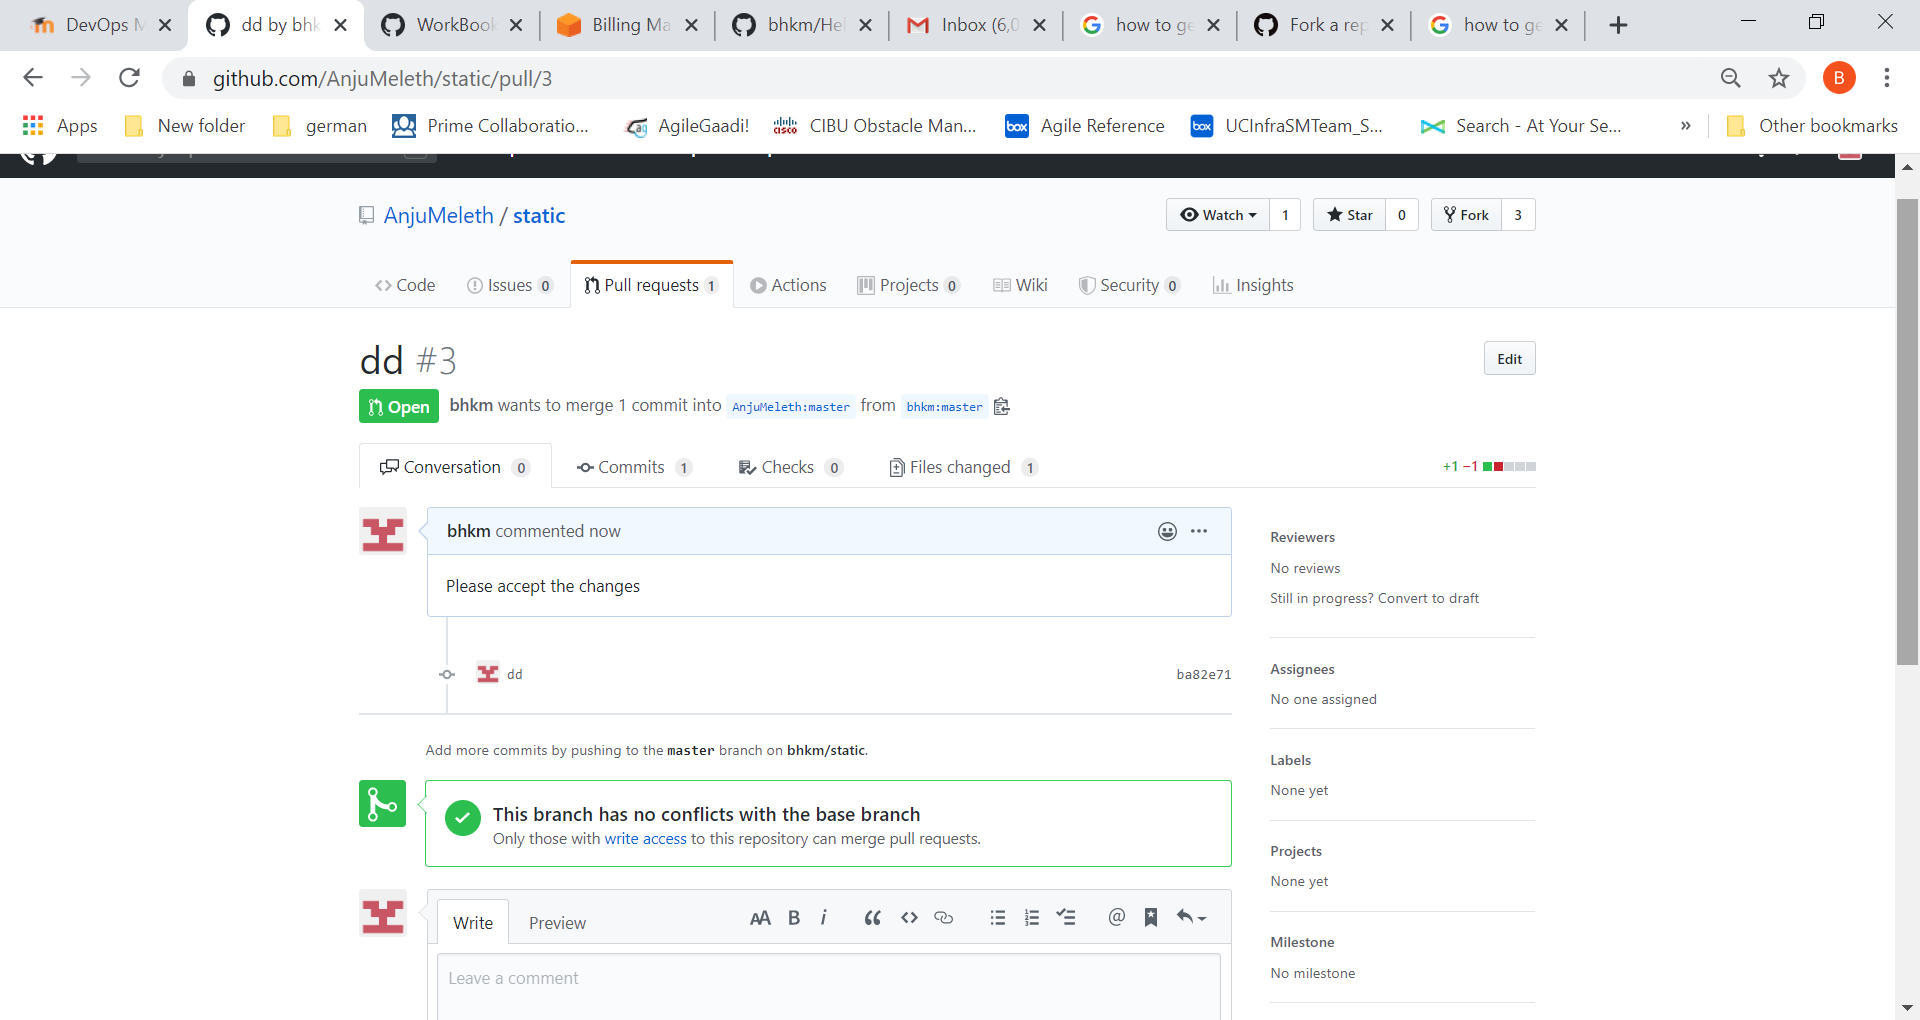 DevOps M
dd by bhk
WorkBook
Billing Ma
bhkm/Hel
Inbox (6,0
how to ge
Fork a rep
how to ge
github.com/AnjuMeleth/static/pull/3
B
Apps
New folder
german
Prime Collaboratio...
AgileGaadi!
CIBU Obstacle Man...
Agile Reference
UCInfraSMTeam_S...
Search - At Your Se...
»
Other bookmarks
AnjuMeleth / static
Watch 1
Star 0
Fork 3
Code
Issues 0
Pull requests 1
Actions
Projects 0
Wiki
Security 0
Insights
dd #3
Edit
Open
bhkm wants to merge 1 commit into AnjuMeleth:master from bhkm:master
Conversation 0
Commits 1
Checks 0
Files changed 1
+1 −1
bhkm commented now
Please accept the changes
dd
ba82e71
Add more commits by pushing to the master branch on bhkm/static.
This branch has no conflicts with the base branch
Only those with write access to this repository can merge pull requests.
Write
Preview
Leave a comment
Reviewers
No reviews
Still in progress? Convert to draft
Assignees
No one assigned
Labels
None yet
Projects
None yet
Milestone
No milestone